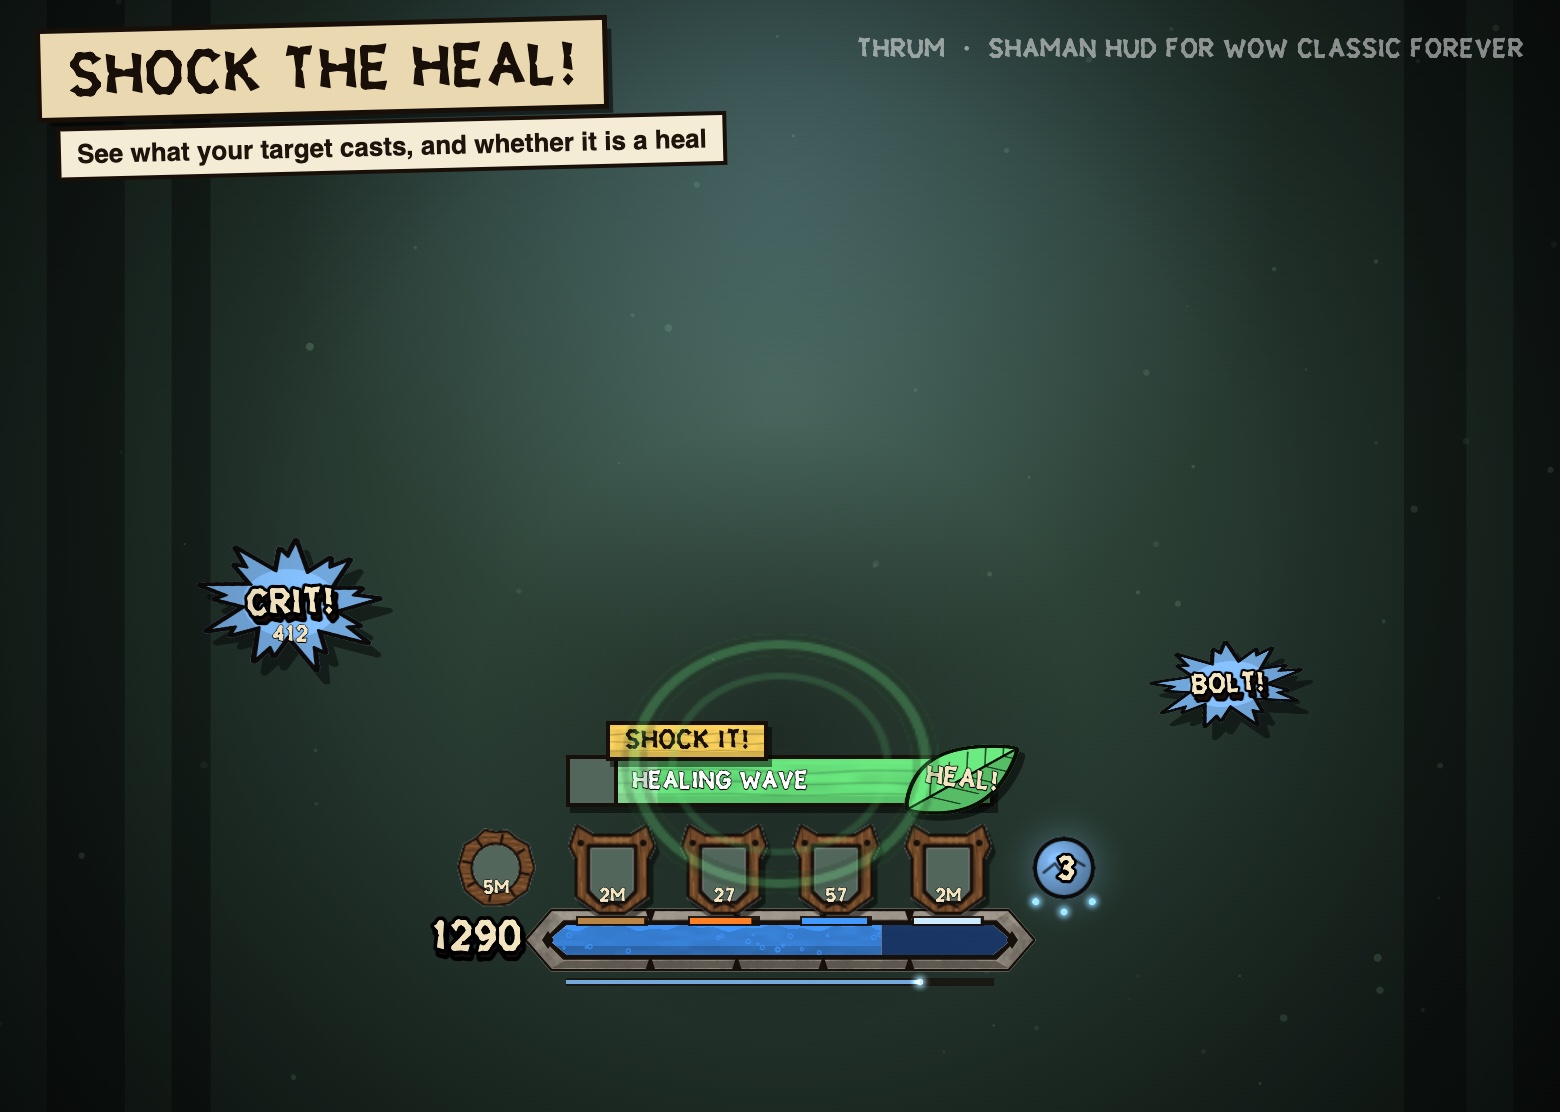 SHOCK THE HEAL!
THRUM · SHAMAN HUD FOR WOW CLASSIC FOREVER
See what your target casts, and whether it is a heal
CRIT!
412
BOLT!
SHOCK IT!
HEALING WAVE
HEAL!
5M
2M
27
57
2M
3
1290